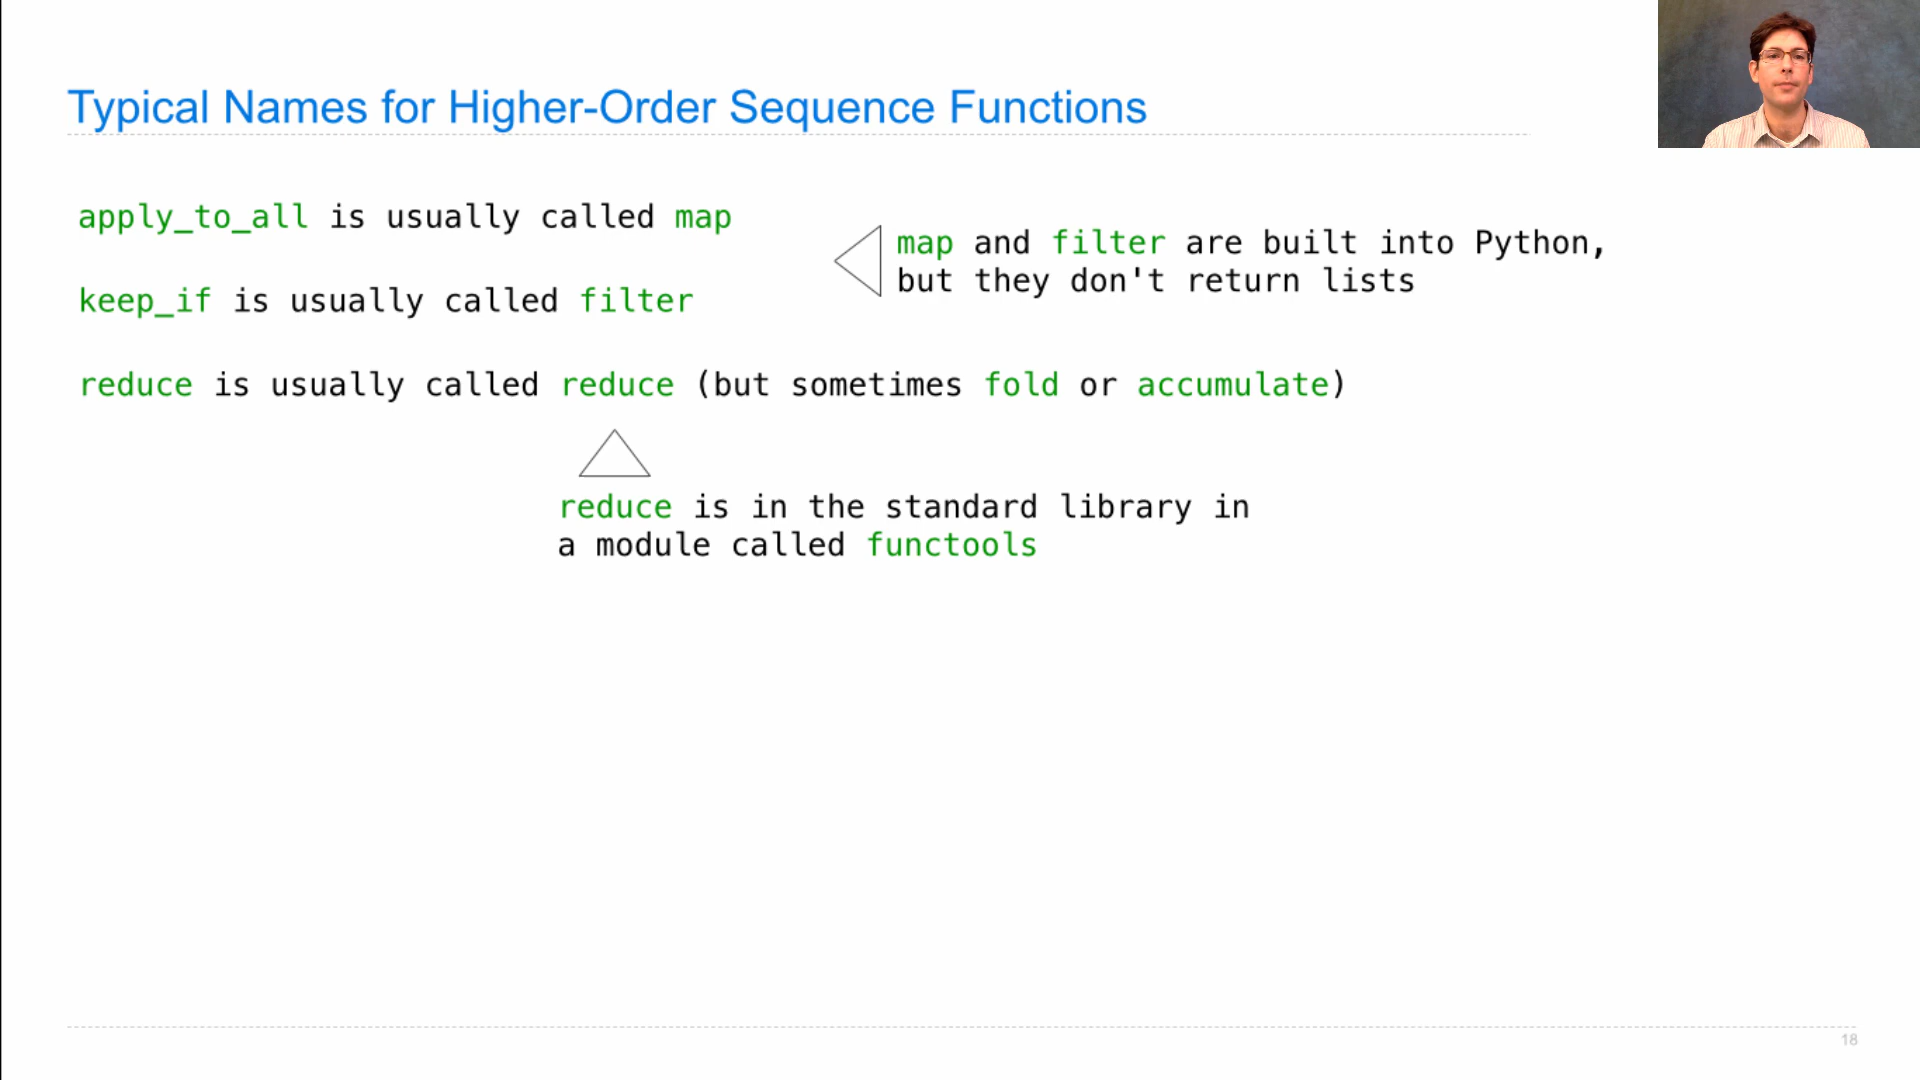 Typical Names for Higher-Order Sequence Functions
apply_to_all is usually called map
map and filter are built into Python,
but they don't return lists
keep_if is usually called filter
reduce is usually called reduce (but sometimes fold or accumulate)
reduce is in the standard library in
a module called functools
18